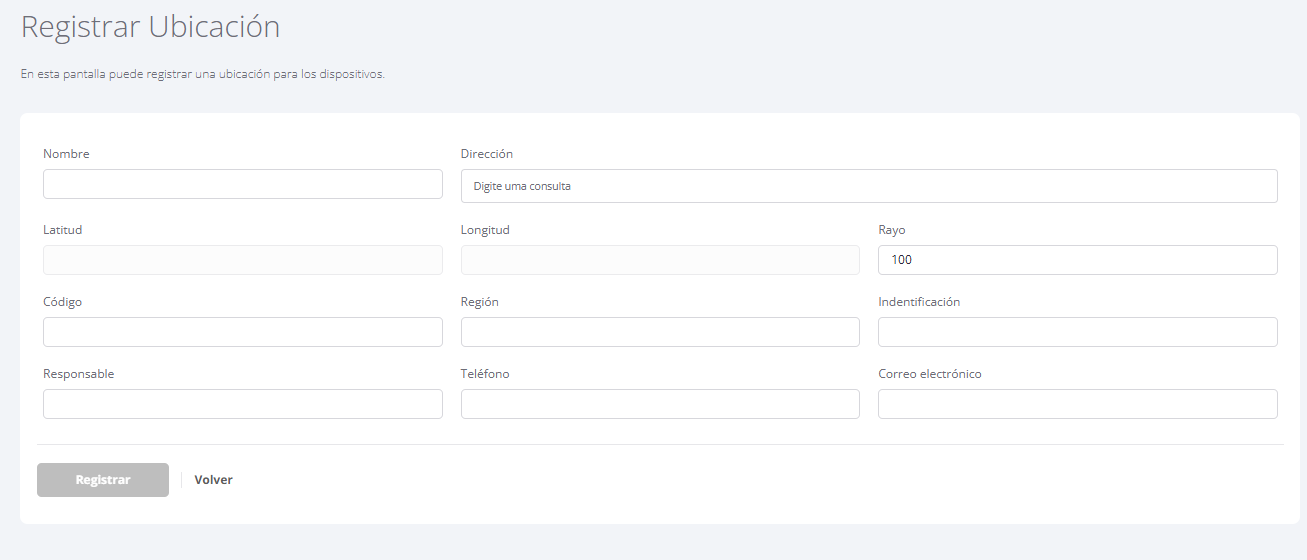 Registrar Ubicación
En esta pantalla puede registrar una ubicación para los dispositivos.
Nombre
Dirección
Digite uma consulta
Latitud
Longitud
Rayo
100
Código
Región
Indentificación
Responsable
Teléfono
Correo electrónico
Registrar
Volver